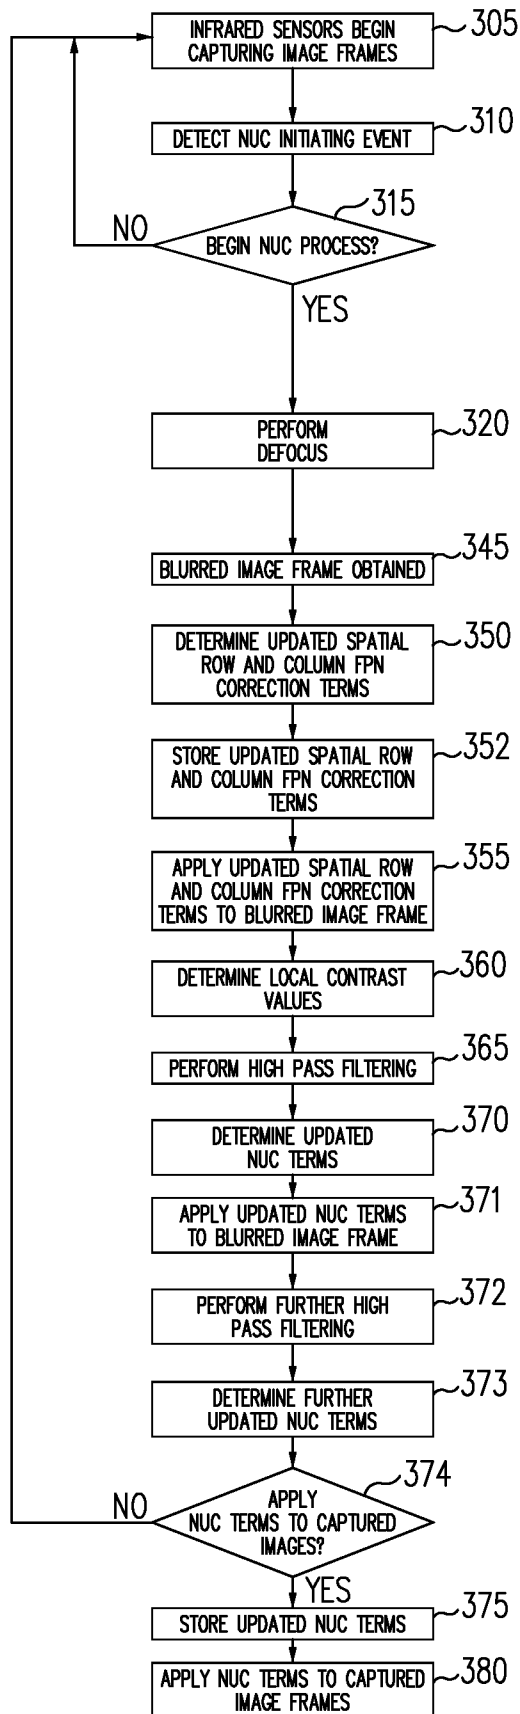 INFRARED SENSORS BEGIN
CAPTURING IMAGE FRAMES
305
DETECT NUC INITIATING EVENT
310
315
BEGIN NUC PROCESS?
NO
YES
PERFORM
DEFOCUS
320
BLURRED IMAGE FRAME OBTAINED
345
DETERMINE UPDATED SPATIAL
ROW AND COLUMN FPN
CORRECTION TERMS
350
STORE UPDATED SPATIAL ROW
AND COLUMN FPN CORRECTION
TERMS
352
APPLY UPDATED SPATIAL ROW
AND COLUMN FPN CORRECTION
TERMS TO BLURRED IMAGE FRAME
355
DETERMINE LOCAL CONTRAST
VALUES
360
PERFORM HIGH PASS FILTERING
365
DETERMINE UPDATED
NUC TERMS
370
APPLY UPDATED NUC TERMS
TO BLURRED IMAGE FRAME
371
PERFORM FURTHER HIGH
PASS FILTERING
372
DETERMINE FURTHER
UPDATED NUC TERMS
373
374
APPLY
NUC TERMS TO CAPTURED
IMAGES?
NO
YES
STORE UPDATED NUC TERMS
375
APPLY NUC TERMS TO CAPTURED
IMAGE FRAMES
380